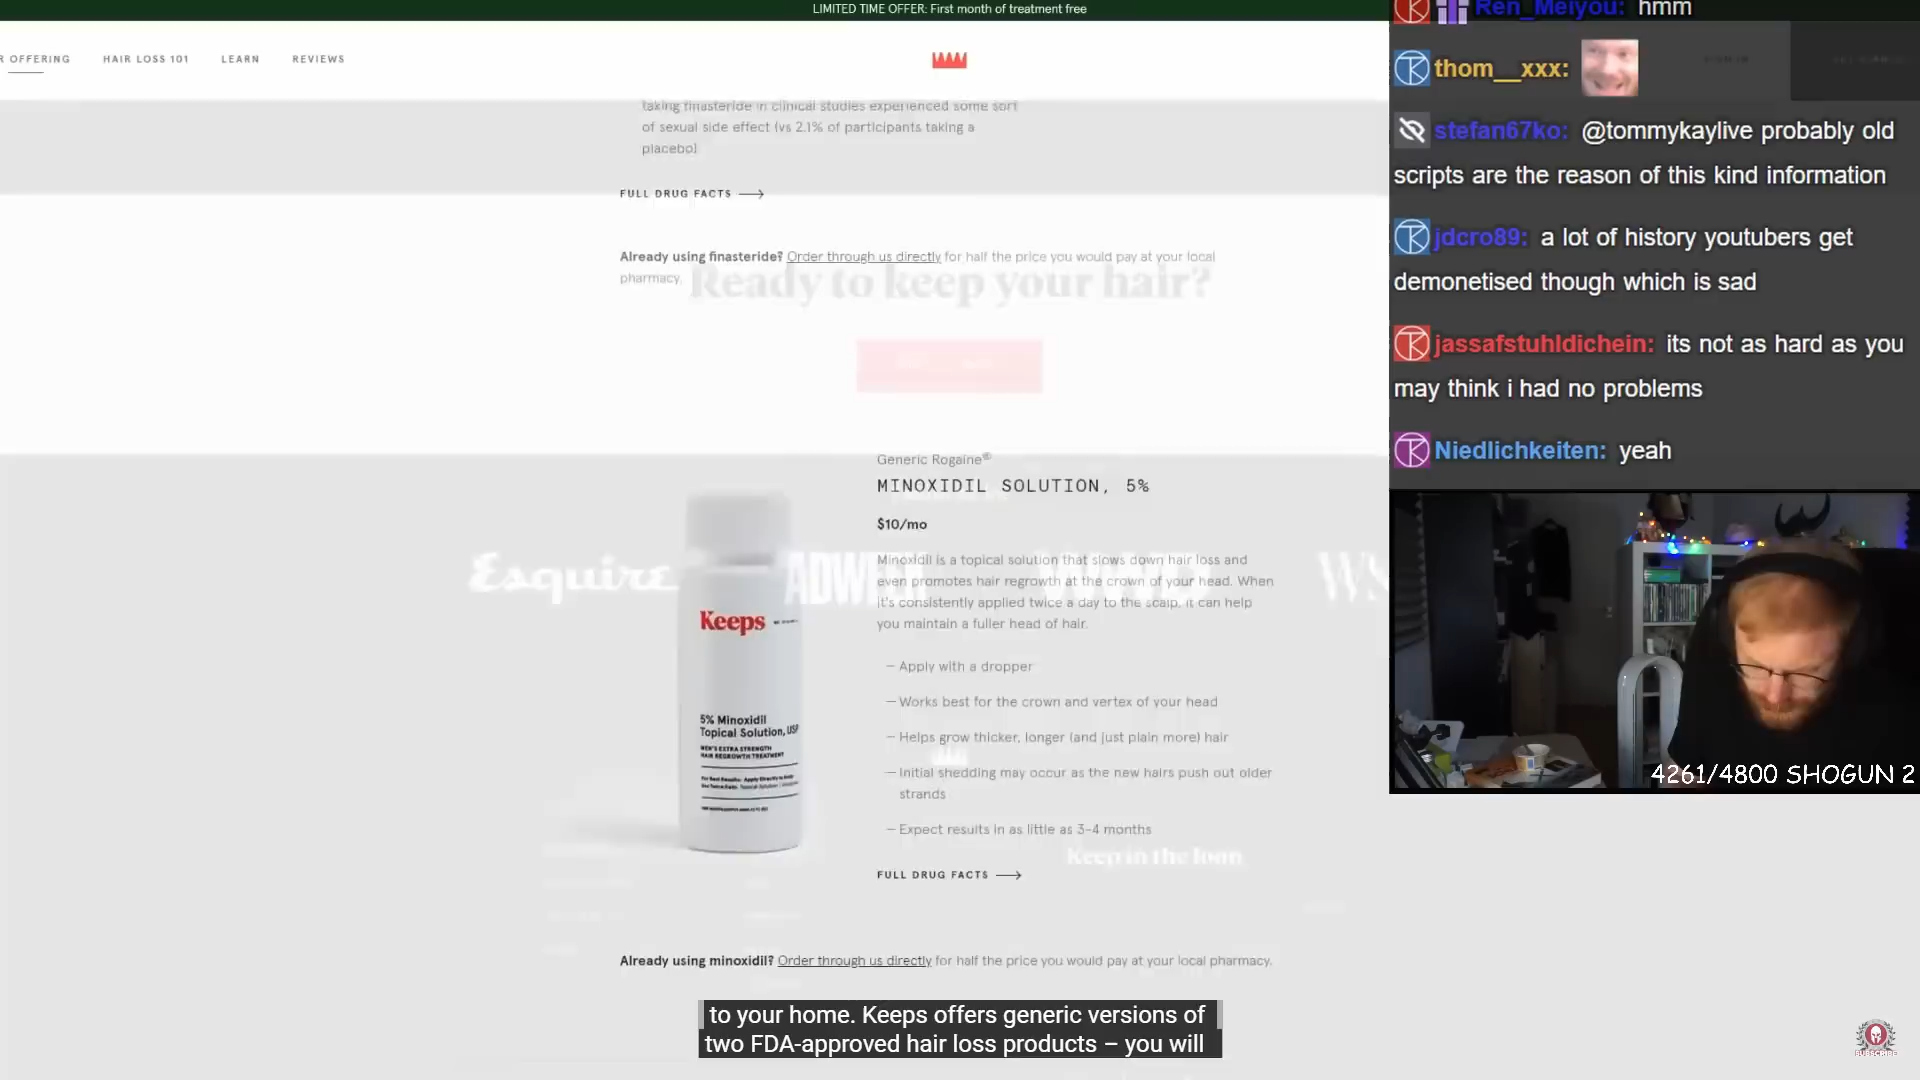 LIMITED TIME OFFER: First month of treatment free
R OFFERING
HAIR LOSS 101
LEARN
REVIEWS
taking finasteride in clinical studies experienced some sort
of sexual side effect (vs 2.1% of participants taking a
placebo)
FULL DRUG FACTS
Already using finasteride? Order through us directly for half the price you would pay at your local
pharmacy.
Ready to keep your hair?
Generic Rogaine®
MINOXIDIL SOLUTION, 5%
$10/mo
Minoxidil is a topical solution that slows down hair loss and
even promotes hair regrowth at the crown of your head. When
it's consistently applied twice a day to the scalp, it can help
you maintain a fuller head of hair.
Esquire
— Apply with a dropper
— Works best for the crown and vertex of your head
— Helps grow thicker, longer (and just plain more) hair
— Initial shedding may occur as the new hairs push out older
strands
— Expect results in as little as 3-4 months
Keep in the loop
FULL DRUG FACTS
Keeps
5% Minoxidil
Topical Solution, USP
MEN'S EXTRA STRENGTH
HAIR REGROWTH TREATMENT
Already using minoxidil? Order through us directly for half the price you would pay at your local pharmacy.
to your home. Keeps offers generic versions of
two FDA-approved hair loss products – you will
Ren_Meiyou: hmm
thom__xxx:
stefan67ko: @tommykaylive probably old
scripts are the reason of this kind information
jdcro89: a lot of history youtubers get
demonetised though which is sad
jassafstuhldichein: its not as hard as you
may think i had no problems
Niedlichkeiten: yeah
4261/4800 SHOGUN 2
SUBSCRIBE